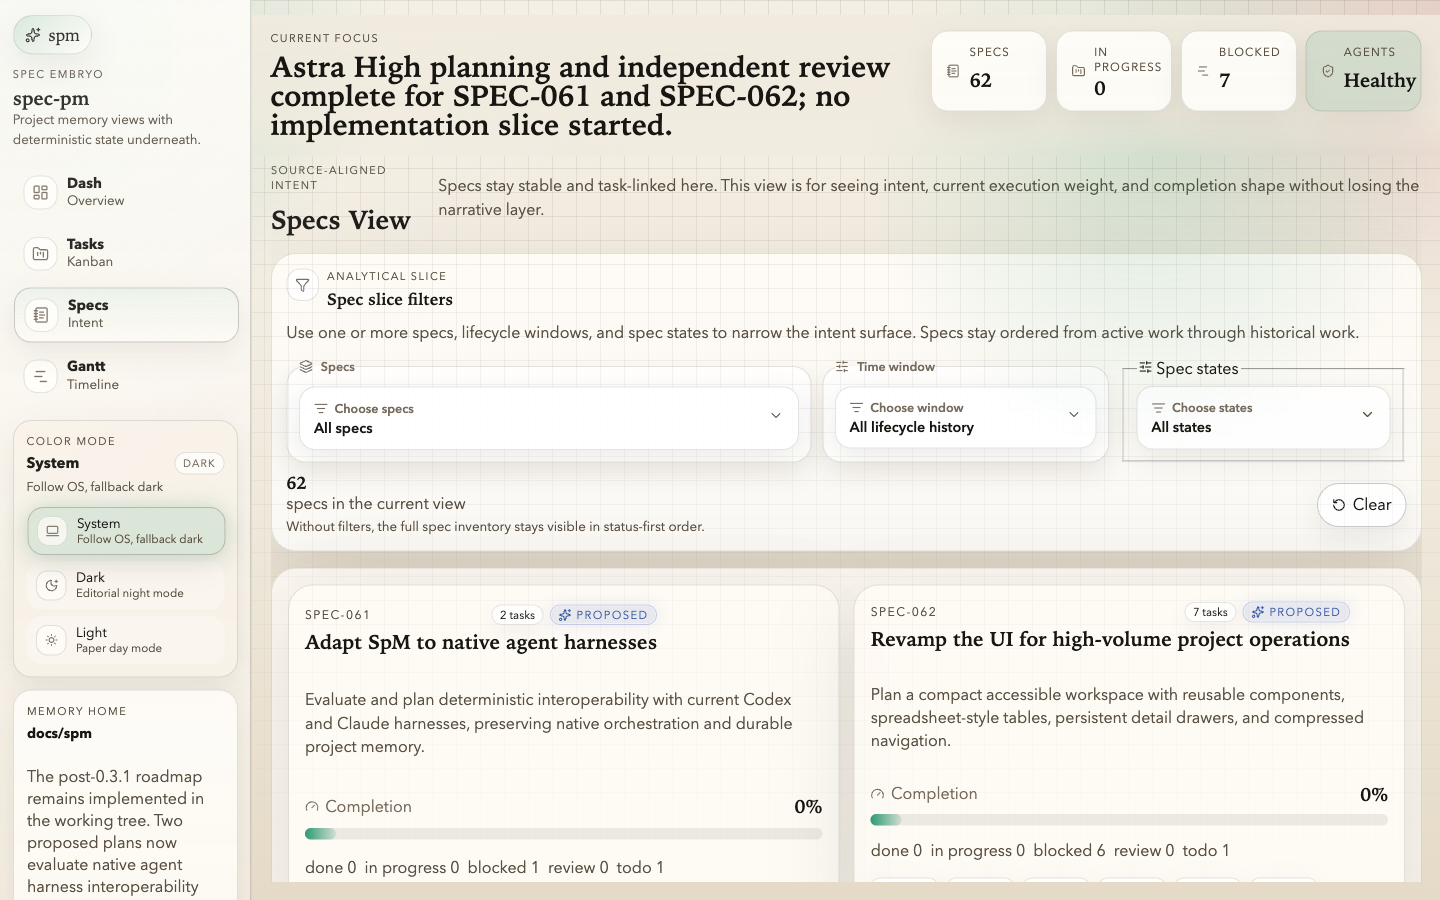 spm
SPEC EMBRYO
spec-pm
Project memory views with
deterministic state underneath.
Dash
Overview
Tasks
Kanban
Specs
Intent
Gantt
Timeline
COLOR MODE
System
DARK
Follow OS, fallback dark
System
Follow OS, fallback dark
Dark
Editorial night mode
Light
Paper day mode
MEMORY HOME
docs/spm
The post-0.3.1 roadmap
remains implemented in
the working tree. Two
proposed plans now
evaluate native agent
harness interoperability
CURRENT FOCUS
Astra High planning and independent review
complete for SPEC-061 and SPEC-062; no
implementation slice started.
SPECS
62
IN
PROGRESS
0
BLOCKED
7
AGENTS
Healthy
SOURCE-ALIGNED
INTENT
Specs View
Specs stay stable and task-linked here. This view is for seeing intent, current execution weight, and completion shape without losing the
narrative layer.
ANALYTICAL SLICE
Spec slice filters
Use one or more specs, lifecycle windows, and spec states to narrow the intent surface. Specs stay ordered from active work through historical work.
Specs
Choose specs
All specs
Time window
Choose window
All lifecycle history
Spec states
Choose states
All states
62
specs in the current view
Without filters, the full spec inventory stays visible in status-first order.
Clear
SPEC-061
2 tasks
PROPOSED
Adapt SpM to native agent harnesses
Evaluate and plan deterministic interoperability with current Codex
and Claude harnesses, preserving native orchestration and durable
project memory.
Completion
0%
done 0 in progress 0 blocked 1 review 0 todo 1
SPEC-062
7 tasks
PROPOSED
Revamp the UI for high-volume project operations
Plan a compact accessible workspace with reusable components,
spreadsheet-style tables, persistent detail drawers, and compressed
navigation.
Completion
0%
done 0 in progress 0 blocked 6 review 0 todo 1